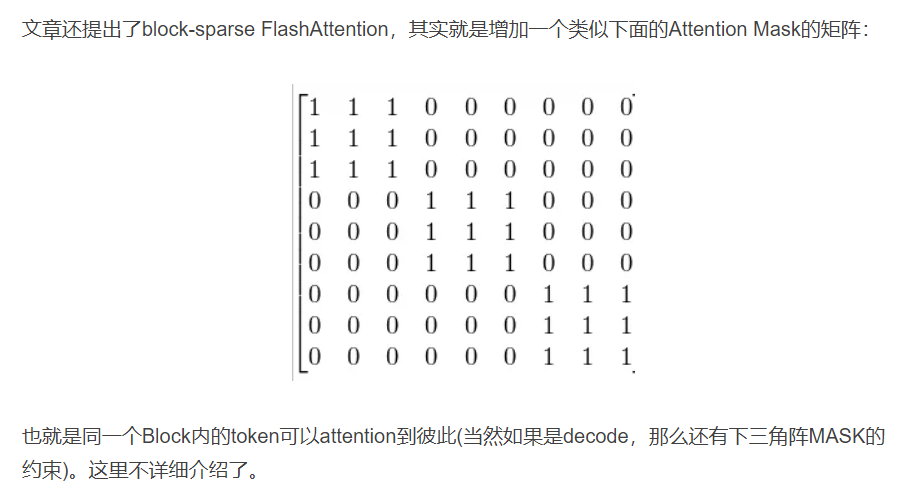 文章还提出了block-sparse FlashAttention，其实就是增加一个类似下面的Attention Mask的矩阵：
1 1 1 0 0 0 0 0 0
1 1 1 0 0 0 0 0 0
1 1 1 0 0 0 0 0 0
0 0 0 1 1 1 0 0 0
0 0 0 1 1 1 0 0 0
0 0 0 1 1 1 0 0 0
0 0 0 0 0 0 1 1 1
0 0 0 0 0 0 1 1 1
0 0 0 0 0 0 1 1 1
也就是同一个Block内的token可以attention到彼此(当然如果是decode，那么还有下三角阵MASK的
约束)。这里不详细介绍了。